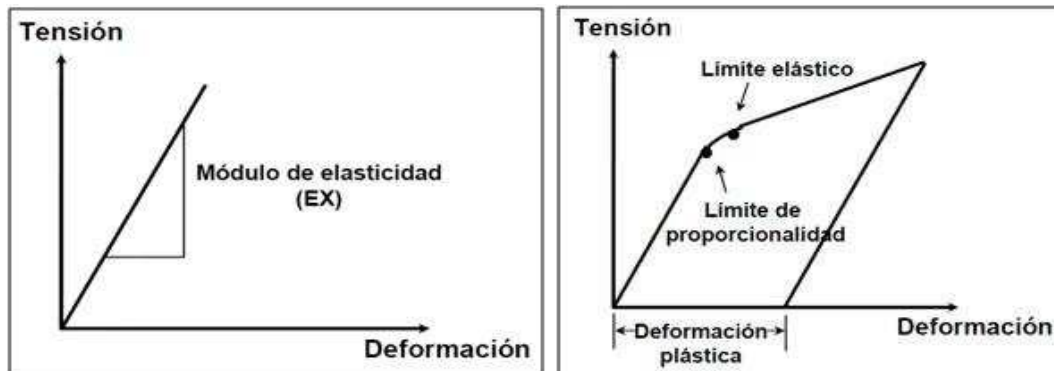 Tensión
Módulo de elasticidad
(EX)
Deformación
Tensión
Límite elástico
Límite de
proporcionalidad
Deformación
Deformación
plástica